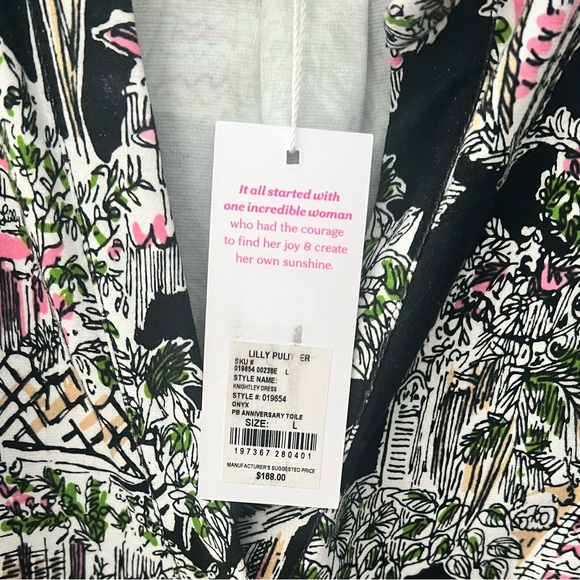 It all started with
one incredible woman
who had the courage
to find her joy & create
her own sunshine.
LILLY PULITZER
SKU #
019654 00238E L
STYLE NAME:
KNIGHTLEY DRESS
STYLE #: 019654
ONYX
PB ANNIVERSARY TOILE
SIZE: L
197367 280401
MANUFACTURER'S SUGGESTED PRICE
$168.00
Lilly